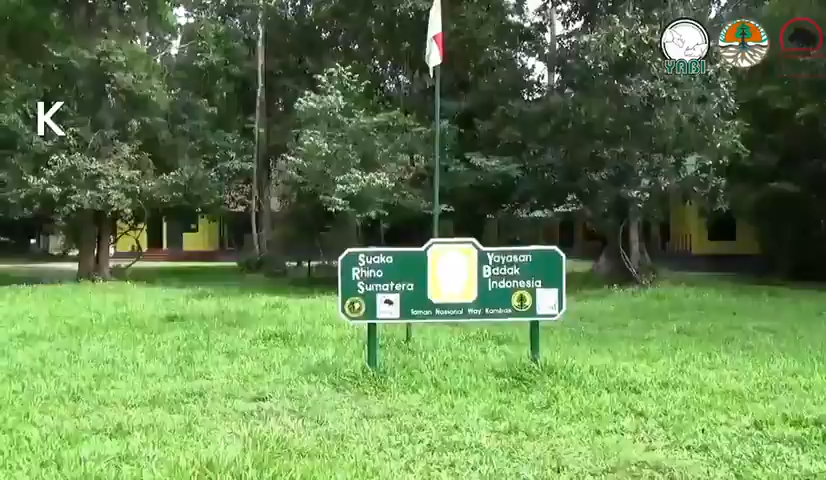 YABI
K
Suaka
Rhino
Sumatera
Yayasan
Badak
Indonesia
Taman Nasional Way Kambas